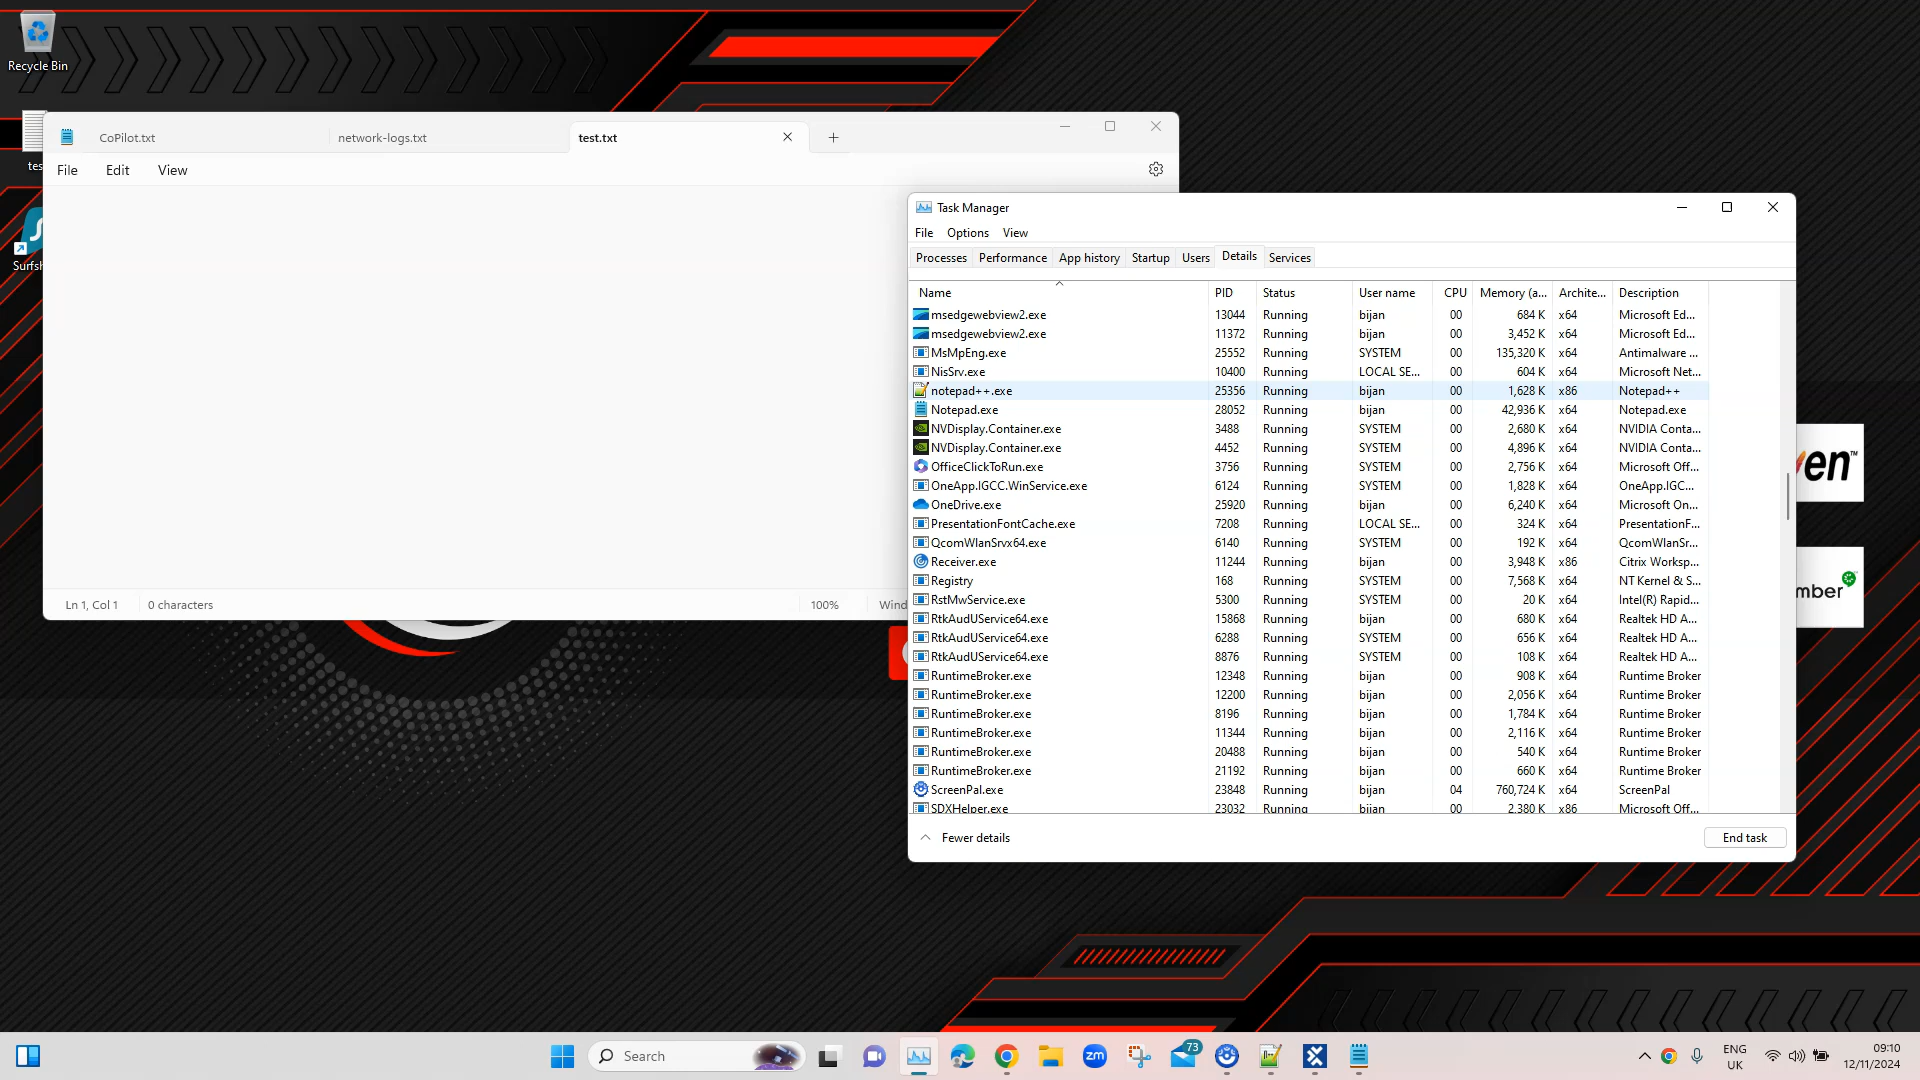 Recycle Bin
tes
Surfsh
CoPilot.txt
network-logs.txt
test.txt
File
Edit
View
Ln 1, Col 1
0 characters
100%
Wind
Task Manager
File Options View
Processes Performance App history Startup Users Details Services
Name PID Status User name CPU Memory (a... Archite... Description
msedgewebview2.exe 13044 Running bijan 00 684 K x64 Microsoft Ed...
msedgewebview2.exe 11372 Running bijan 00 3,452 K x64 Microsoft Ed...
MsMpEng.exe 25552 Running SYSTEM 00 135,320 K x64 Antimalware ...
NisSrv.exe 10400 Running LOCAL SE... 00 604 K x64 Microsoft Net...
notepad++.exe 25356 Running bijan 00 1,628 K x86 Notepad++
Notepad.exe 28052 Running bijan 00 42,936 K x64 Notepad.exe
NVDisplay.Container.exe 3488 Running SYSTEM 00 2,680 K x64 NVIDIA Conta...
NVDisplay.Container.exe 4452 Running SYSTEM 00 4,896 K x64 NVIDIA Conta...
OfficeClickToRun.exe 3756 Running SYSTEM 00 2,756 K x64 Microsoft Off...
OneApp.IGCC.WinService.exe 6124 Running SYSTEM 00 1,828 K x64 OneApp.IGC...
OneDrive.exe 25920 Running bijan 00 6,240 K x64 Microsoft On...
PresentationFontCache.exe 7208 Running LOCAL SE... 00 324 K x64 PresentationF...
QcomWlanSrvx64.exe 6140 Running SYSTEM 00 192 K x64 QcomWlanSr...
Receiver.exe 11244 Running bijan 00 3,948 K x86 Citrix Worksp...
Registry 168 Running SYSTEM 00 7,568 K x64 NT Kernel & S...
RstMwService.exe 5300 Running SYSTEM 00 20 K x64 Intel(R) Rapid...
RtkAudUService64.exe 15868 Running bijan 00 680 K x64 Realtek HD A...
RtkAudUService64.exe 6288 Running SYSTEM 00 656 K x64 Realtek HD A...
RtkAudUService64.exe 8876 Running SYSTEM 00 108 K x64 Realtek HD A...
RuntimeBroker.exe 12348 Running bijan 00 908 K x64 Runtime Broker
RuntimeBroker.exe 12200 Running bijan 00 2,056 K x64 Runtime Broker
RuntimeBroker.exe 8196 Running bijan 00 1,784 K x64 Runtime Broker
RuntimeBroker.exe 11344 Running bijan 00 2,116 K x64 Runtime Broker
RuntimeBroker.exe 20488 Running bijan 00 540 K x64 Runtime Broker
RuntimeBroker.exe 21192 Running bijan 00 660 K x64 Runtime Broker
ScreenPal.exe 23848 Running bijan 04 760,724 K x64 ScreenPal
SDXHelper.exe 23032 Running bijan 00 2,380 K x86 Microsoft Off...
Fewer details
End task
en™
mber
Search
zm
73
ENG
UK
09:10
12/11/2024